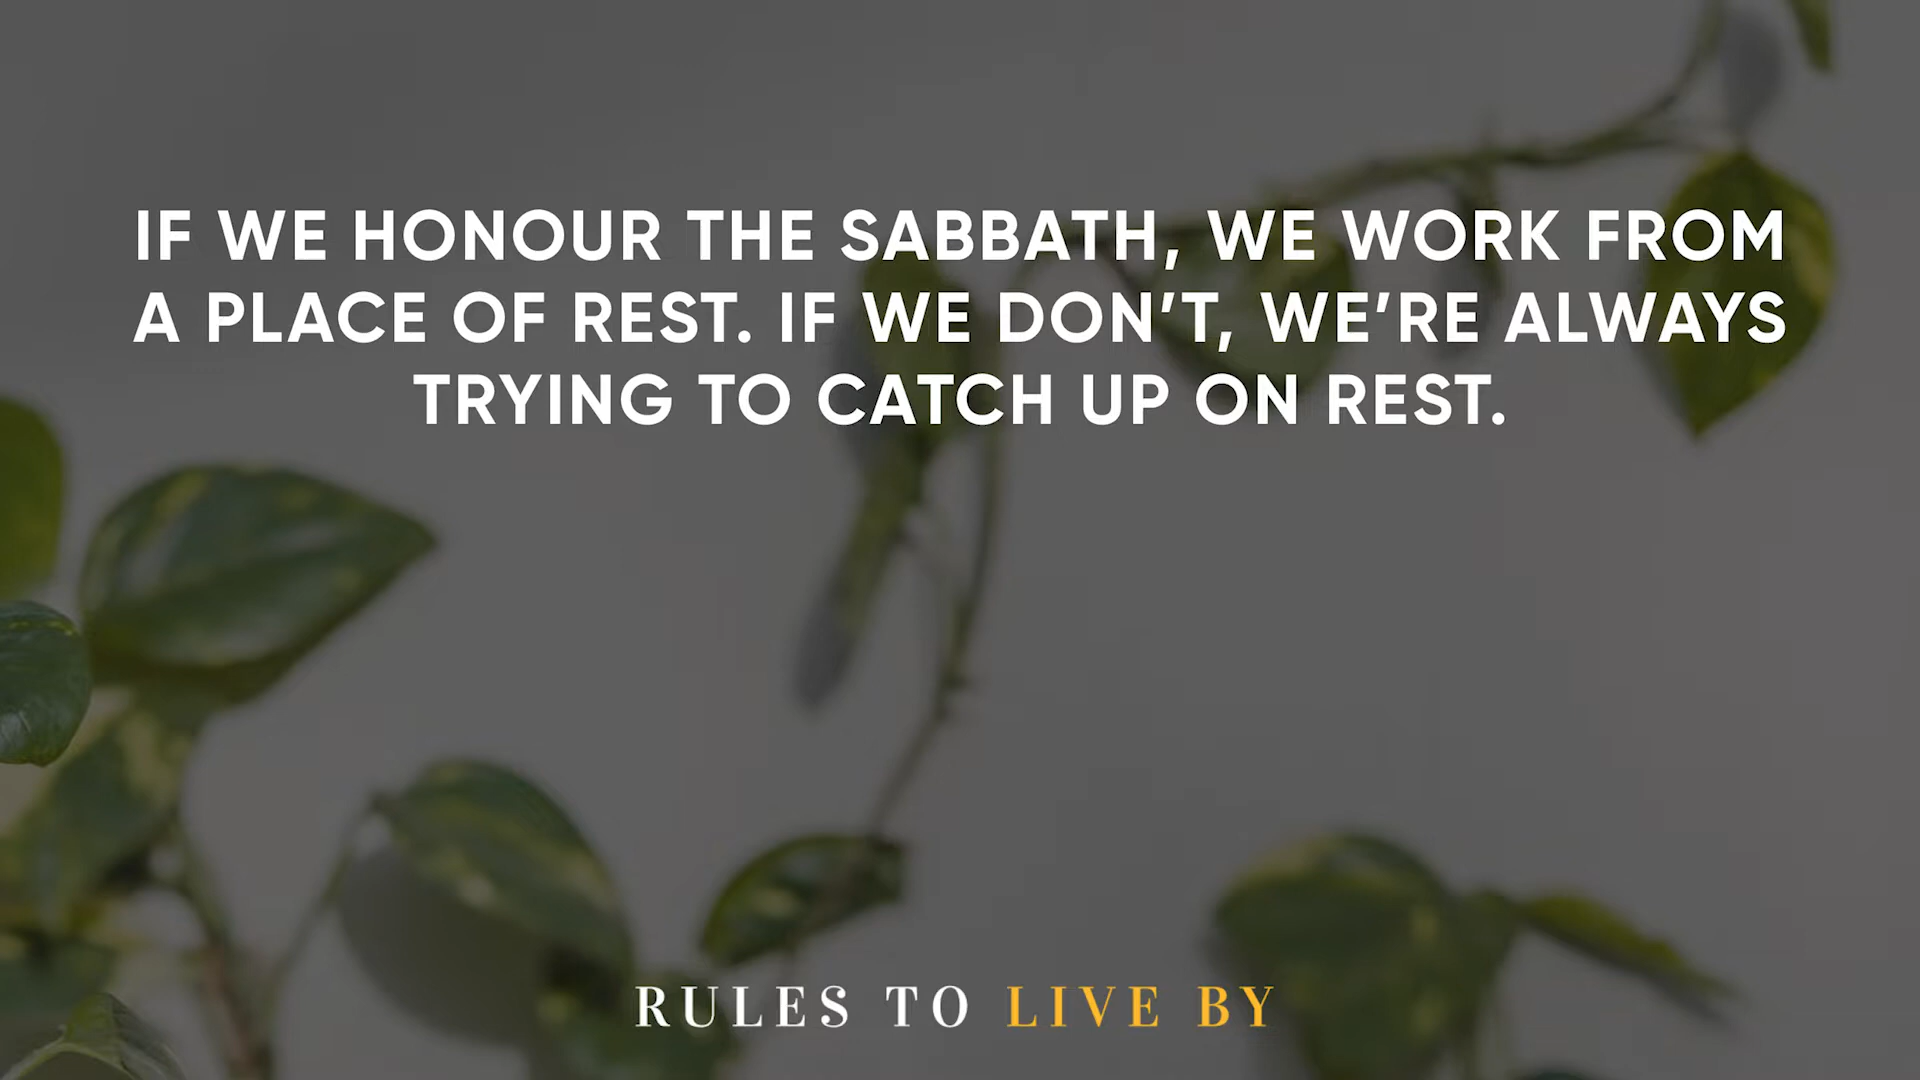 IF WE HONOUR THE SABBATH, WE WORK FROM
A PLACE OF REST. IF WE DON’T, WE’RE ALWAYS
TRYING TO CATCH UP ON REST.
RULES TO LIVE BY